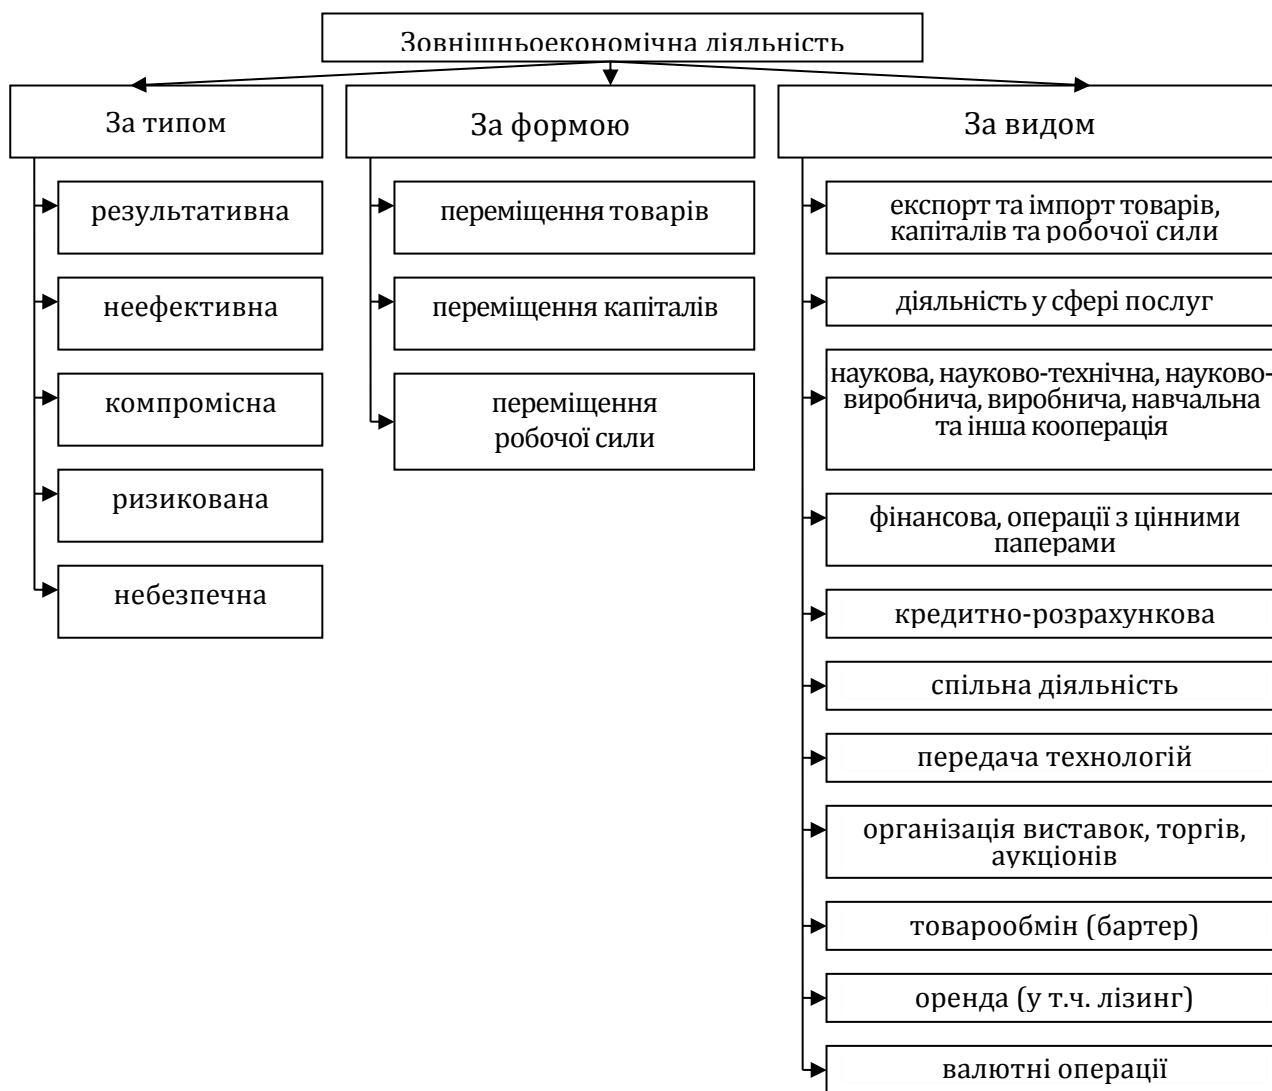 Зовнішньоекономічна діяльність
За типом
результативна
неефективна
компромісна
ризикована
небезпечна
За формою
переміщення товарів
переміщення капіталів
переміщення
робочої сили
За видом
експорт та імпорт товарів,
капіталів та робочої сили
діяльність у сфері послуг
наукова, науково-технічна, науково-
виробнича, виробнича, навчальна
та інша кооперація
фінансова, операції з цінними
паперами
кредитно-розрахункова
спільна діяльність
передача технологій
організація виставок, торгів,
аукціонів
товарообмін (бартер)
оренда (у т.ч. лізинг)
валютні операції